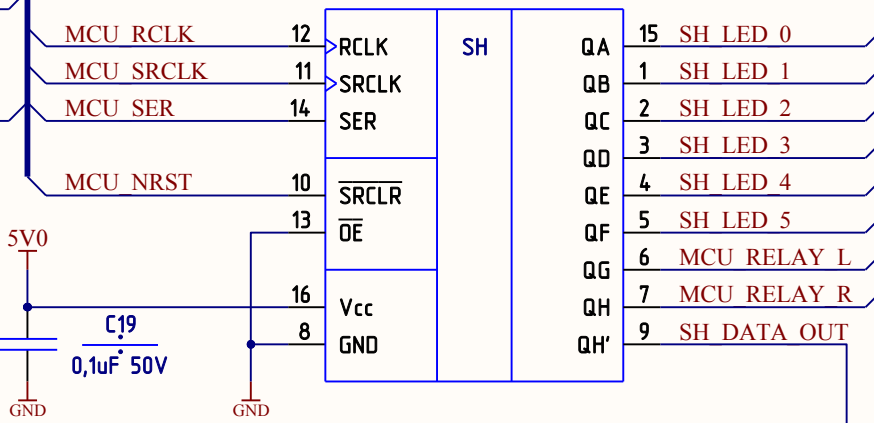 MCU_RCLK 12 RCLK SH QA 15 SH_LED_0
MCU_SRCLK 11 SRCLK QB 1 SH_LED_1
MCU_SER 14 SER QC 2 SH_LED_2
QD 3 SH_LED_3
MCU_NRST 10 SRCLR QE 4 SH_LED_4
13 OE QF 5 SH_LED_5
5V0
QG 6 MCU_RELAY_L
16 Vcc QH 7 MCU_RELAY_R
C19
8 GND QH' 9 SH_DATA_OUT
0,1uF 50V
GND GND